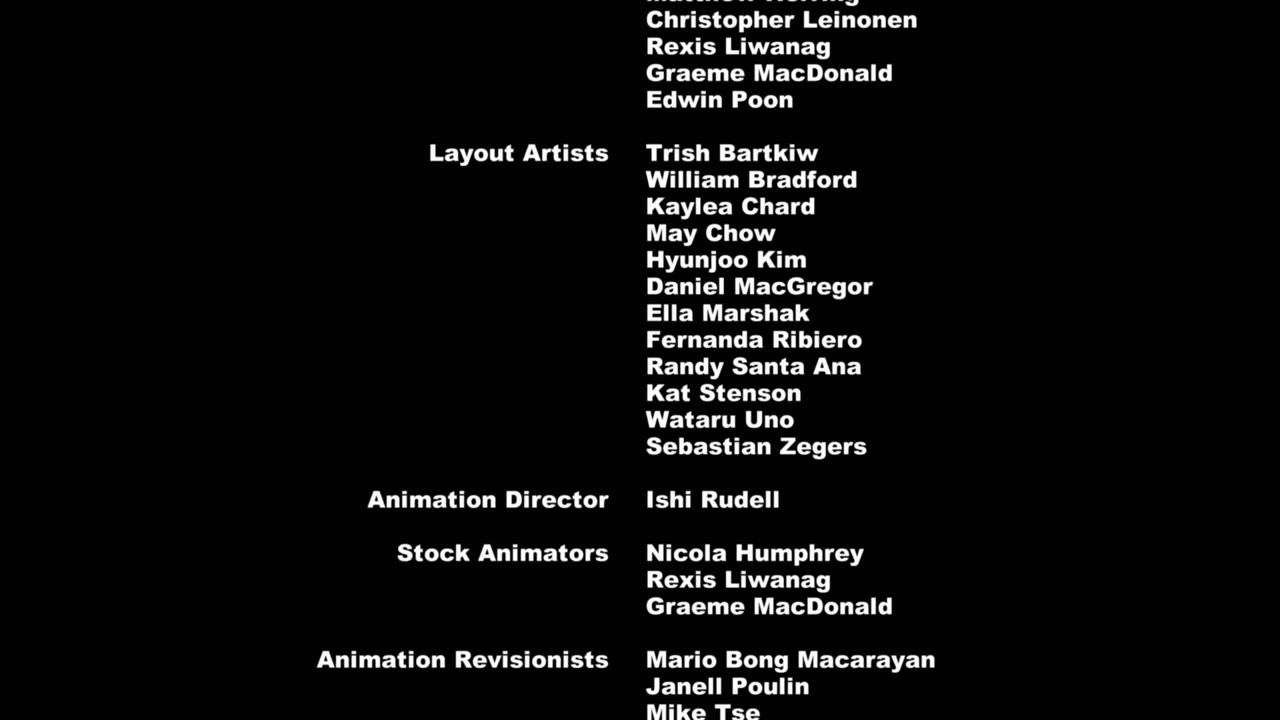 Christopher Leinonen
Rexis Liwanag
Graeme MacDonald
Edwin Poon
Layout Artists Trish Bartkiw
William Bradford
Kaylea Chard
May Chow
Hyunjoo Kim
Daniel MacGregor
Ella Marshak
Fernanda Ribiero
Randy Santa Ana
Kat Stenson
Wataru Uno
Sebastian Zegers
Animation Director Ishi Rudell
Stock Animators Nicola Humphrey
Rexis Liwanag
Graeme MacDonald
Animation Revisionists Mario Bong Macarayan
Janell Poulin
Mike Tse